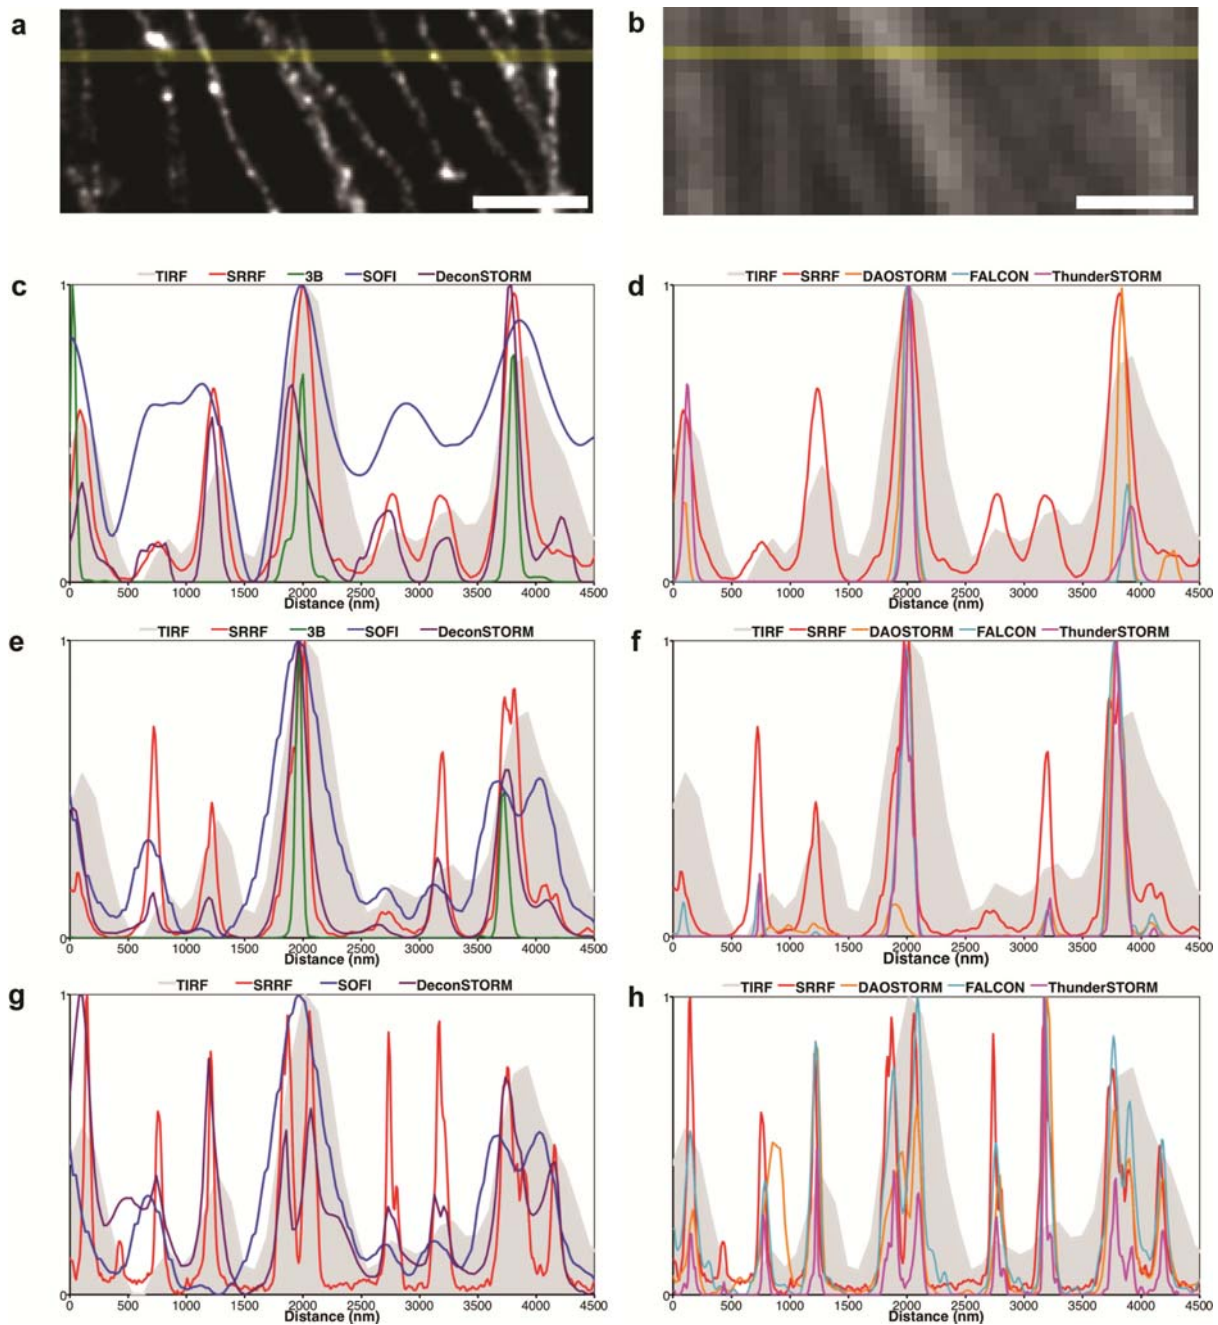 a
b
c
TIRF SRRF 3B SOFI DeconSTORM
1
0
0 500 1000 1500 2000 2500 3000 3500 4000 4500
Distance (nm)
d
TIRF SRRF DAOSTORM FALCON ThunderSTORM
1
0
0 500 1000 1500 2000 2500 3000 3500 4000 4500
Distance (nm)
e
TIRF SRRF 3B SOFI DeconSTORM
1
0
0 500 1000 1500 2000 2500 3000 3500 4000 4500
Distance (nm)
f
TIRF SRRF DAOSTORM FALCON ThunderSTORM
1
0
0 500 1000 1500 2000 2500 3000 3500 4000 4500
Distance (nm)
g
TIRF SRRF SOFI DeconSTORM
1
0
0 500 1000 1500 2000 2500 3000 3500 4000 4500
Distance (nm)
h
TIRF SRRF DAOSTORM FALCON ThunderSTORM
1
0
0 500 1000 1500 2000 2500 3000 3500 4000 4500
Distance (nm)